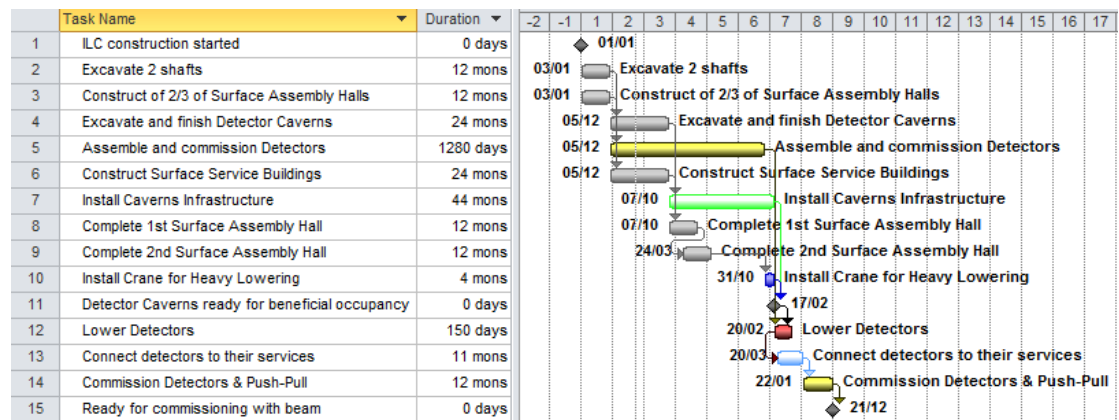 Task Name Duration -2 -1 1 2 3 4 5 6 7 8 9 10 11 12 13 14 15 16 17
1 ILC construction started 0 days 01/01
2 Excavate 2 shafts 12 mons 03/01 Excavate 2 shafts
3 Construct of 2/3 of Surface Assembly Halls 12 mons 03/01 Construct of 2/3 of Surface Assembly Halls
4 Excavate and finish Detector Caverns 24 mons 05/12 Excavate and finish Detector Caverns
5 Assemble and commission Detectors 1280 days 05/12 Assemble and commission Detectors
6 Construct Surface Service Buildings 24 mons 05/12 Construct Surface Service Buildings
7 Install Caverns Infrastructure 44 mons 07/10 Install Caverns Infrastructure
8 Complete 1st Surface Assembly Hall 12 mons 07/10 Complete 1st Surface Assembly Hall
9 Complete 2nd Surface Assembly Hall 12 mons 24/03 Complete 2nd Surface Assembly Hall
10 Install Crane for Heavy Lowering 4 mons 31/10 Install Crane for Heavy Lowering
11 Detector Caverns ready for beneficial occupancy 0 days 17/02
12 Lower Detectors 150 days 20/02 Lower Detectors
13 Connect detectors to their services 11 mons 20/03 Connect detectors to their services
14 Commission Detectors & Push-Pull 12 mons 22/01 Commission Detectors & Push-Pull
15 Ready for commissioning with beam 0 days 21/12